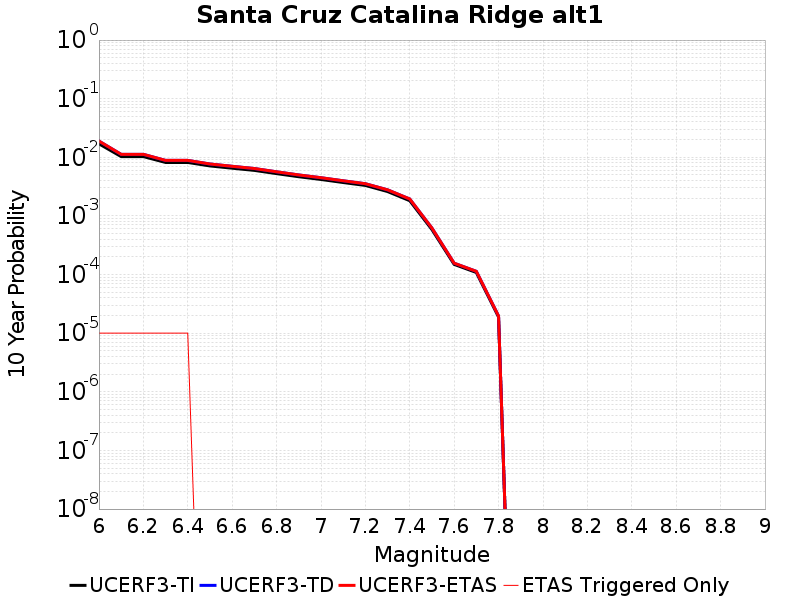 Santa Cruz Catalina Ridge alt1
10 Year Probability
10^0
10^-1
10^-2
10^-3
10^-4
10^-5
10^-6
10^-7
10^-8
6 6.2 6.4 6.6 6.8 7 7.2 7.4 7.6 7.8 8 8.2 8.4 8.6 8.8 9
Magnitude
UCERF3-TI UCERF3-TD UCERF3-ETAS ETAS Triggered Only